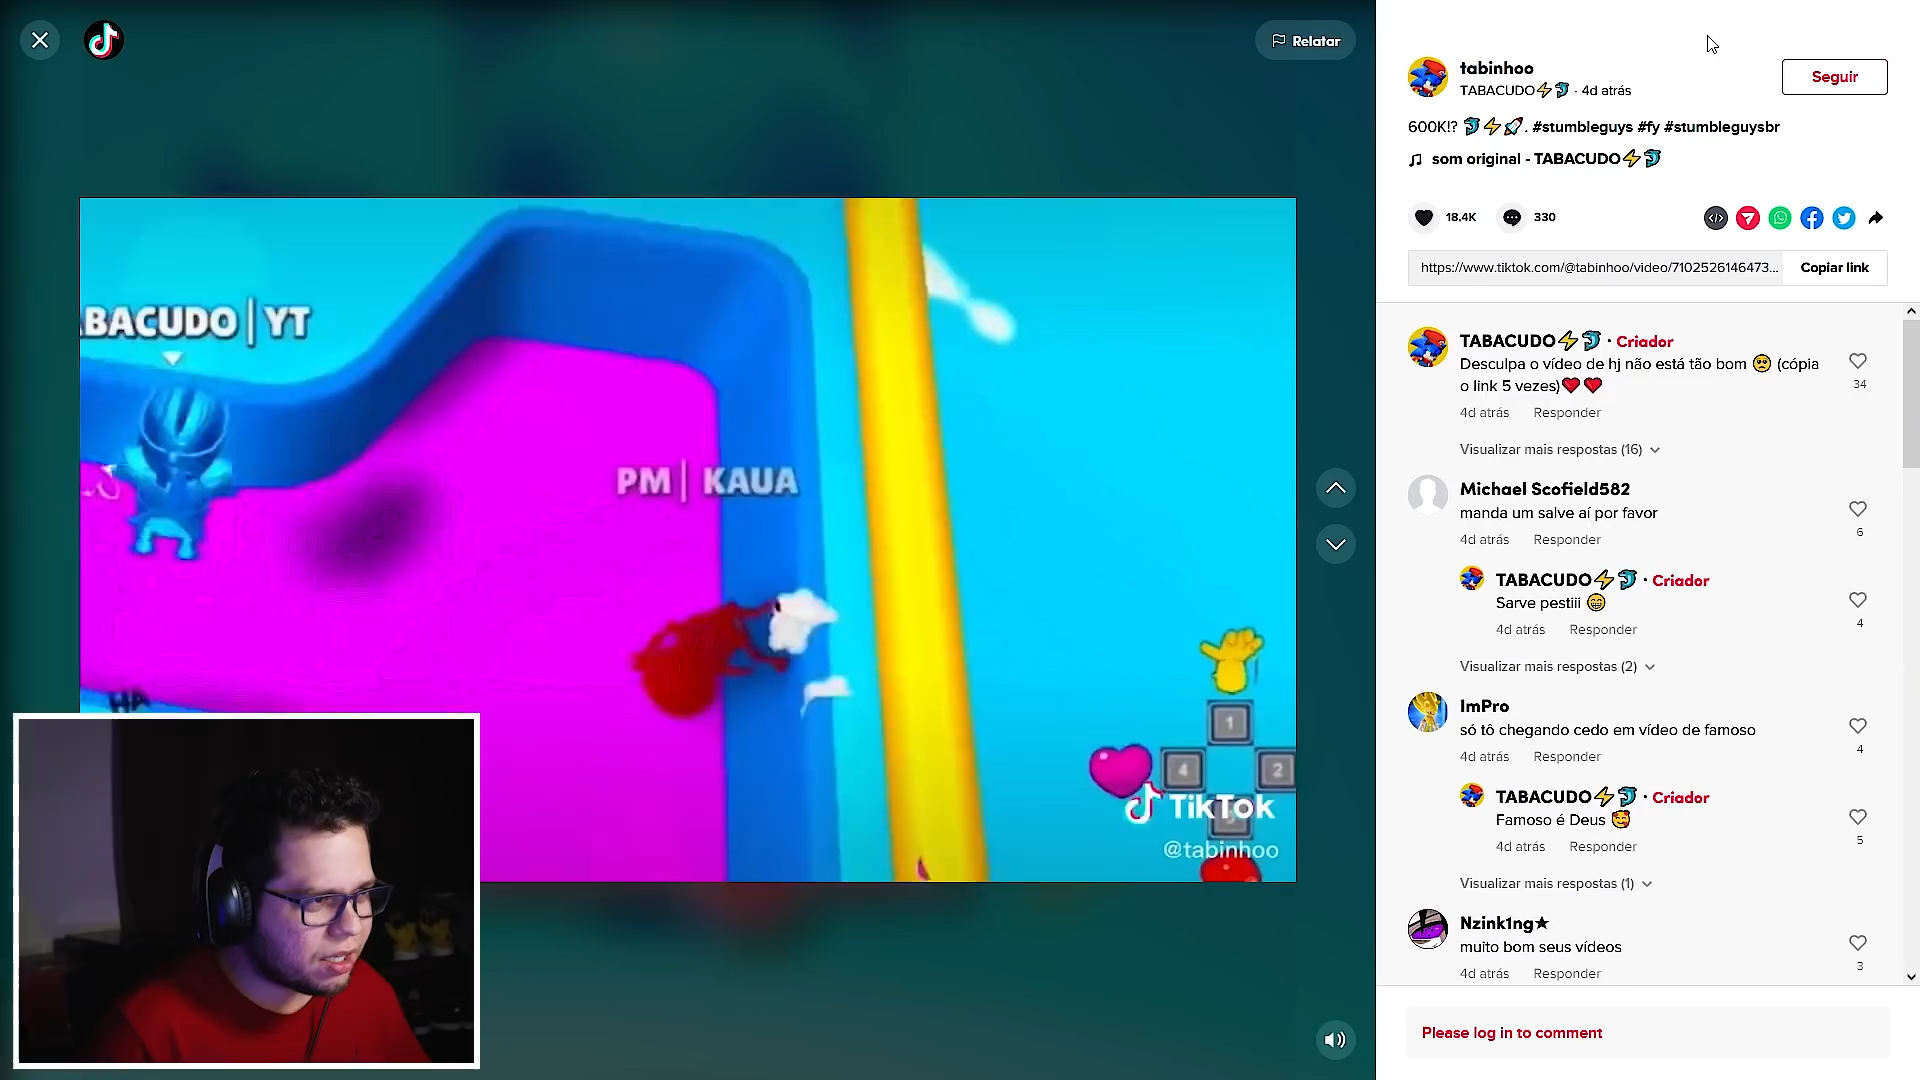 Relatar
BACUDO|YT
PM| KAUA
1
4
2
TikTok
@tabinhoo
tabinhoo
TABACUDO⚡🐬 · 4d atrás
Seguir
600K!? 🐬⚡🚀. #stumbleguys #fy #stumbleguysbr
som original - TABACUDO⚡🐬
18.4K
330
https://www.tiktok.com/@tabinhoo/video/7102526146473...
Copiar link
TABACUDO⚡🐬 · Criador
Desculpa o vídeo de hj não está tão bom 🥺 (cópia
o link 5 vezes)❤️❤️
34
4d atrás Responder
Visualizar mais respostas (16)
Michael Scofield582
manda um salve aí por favor
6
4d atrás Responder
TABACUDO⚡🐬 · Criador
Sarve pestiii 😁
4
4d atrás Responder
Visualizar mais respostas (2)
ImPro
só tô chegando cedo em vídeo de famoso
4
4d atrás Responder
TABACUDO⚡🐬 · Criador
Famoso é Deus 🥰
5
4d atrás Responder
Visualizar mais respostas (1)
Nzink1ng★
muito bom seus vídeos
3
4d atrás Responder
Please log in to comment